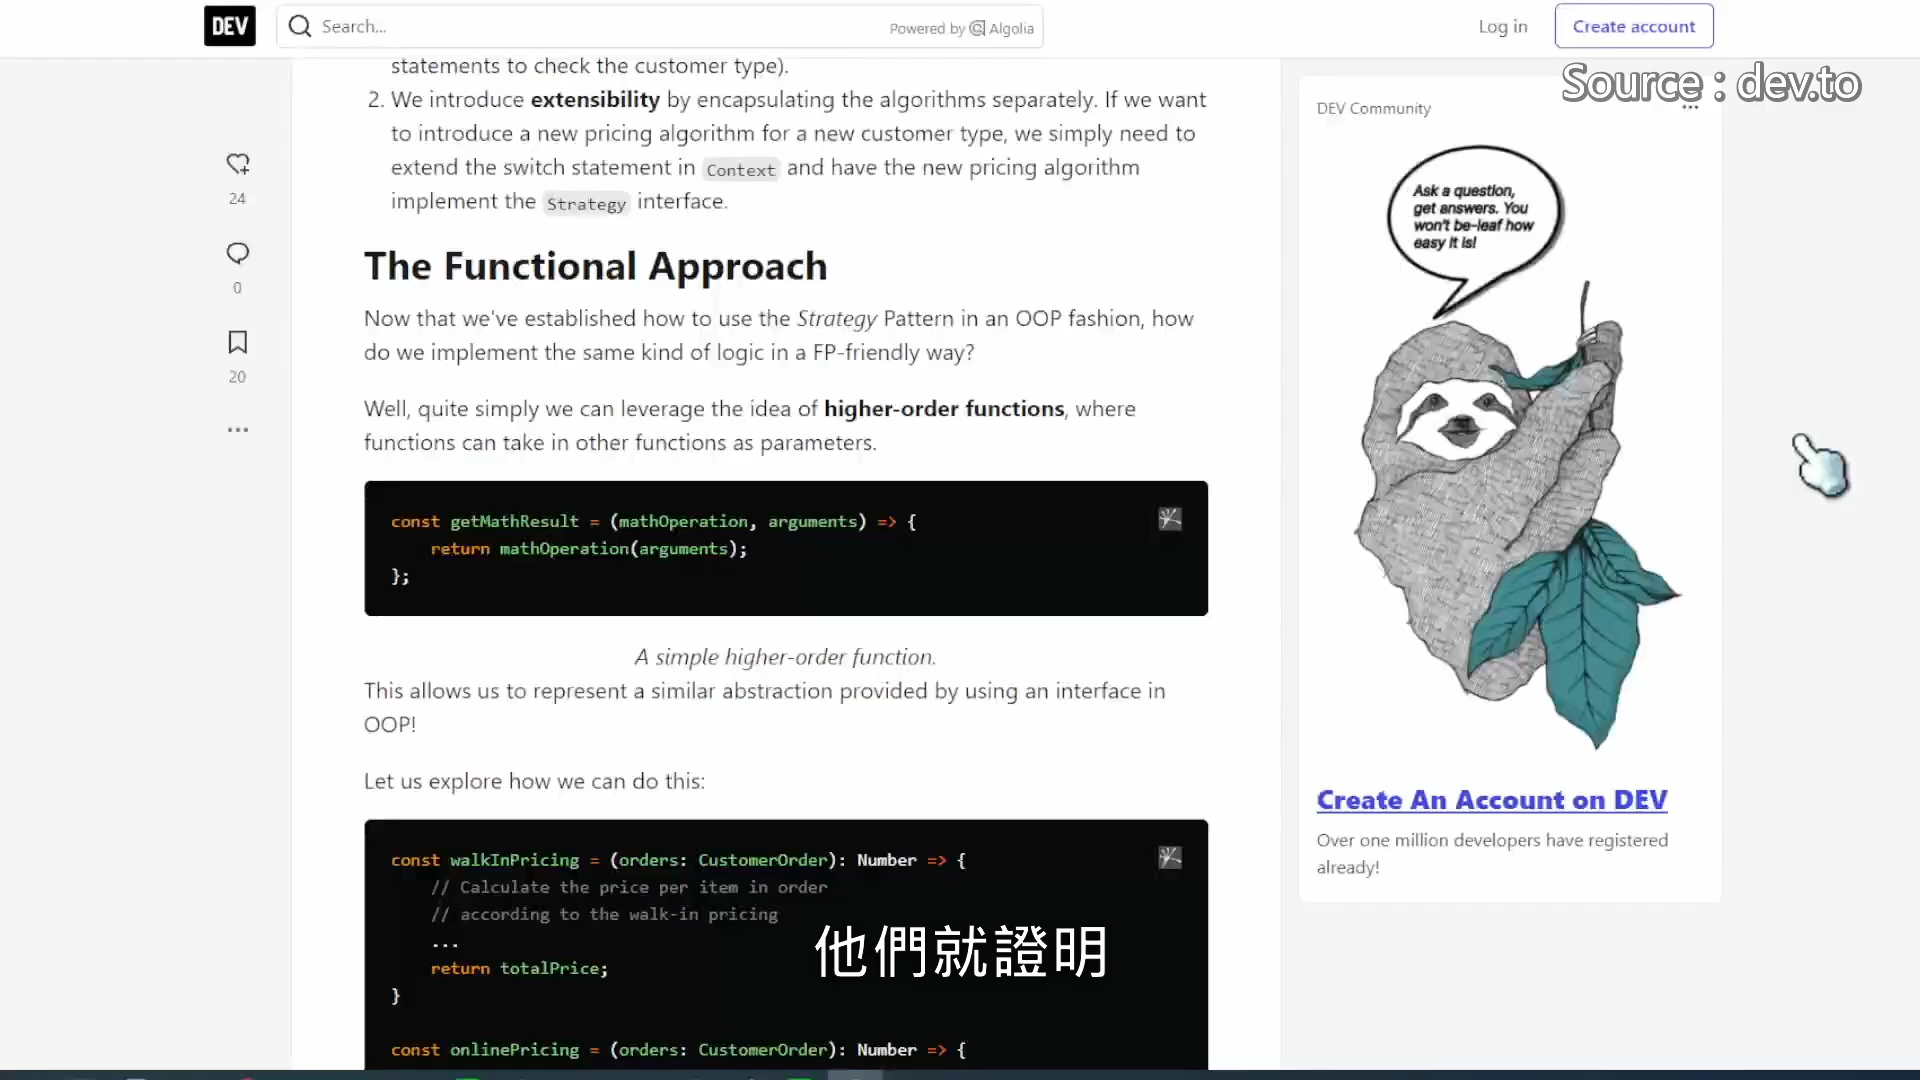 DEV
Search...
Powered by Algolia
Log in
Create account
Source : dev.to
statements to check the customer type).
2. We introduce extensibility by encapsulating the algorithms separately. If we want
to introduce a new pricing algorithm for a new customer type, we simply need to
extend the switch statement in Context and have the new pricing algorithm
implement the Strategy interface.
24
0
20
The Functional Approach
Now that we've established how to use the Strategy Pattern in an OOP fashion, how
do we implement the same kind of logic in a FP-friendly way?
Well, quite simply we can leverage the idea of higher-order functions, where
functions can take in other functions as parameters.
const getMathResult = (mathOperation, arguments) => {
return mathOperation(arguments);
};
A simple higher-order function.
This allows us to represent a similar abstraction provided by using an interface in
OOP!
Let us explore how we can do this:
const walkInPricing = (orders: CustomerOrder): Number => {
// Calculate the price per item in order
// according to the walk-in pricing
...
return totalPrice;
}
const onlinePricing = (orders: CustomerOrder): Number => {
他們就證明
DEV Community
Ask a question,
get answers. You
won't be-leaf how
easy it is!
Create An Account on DEV
Over one million developers have registered
already!